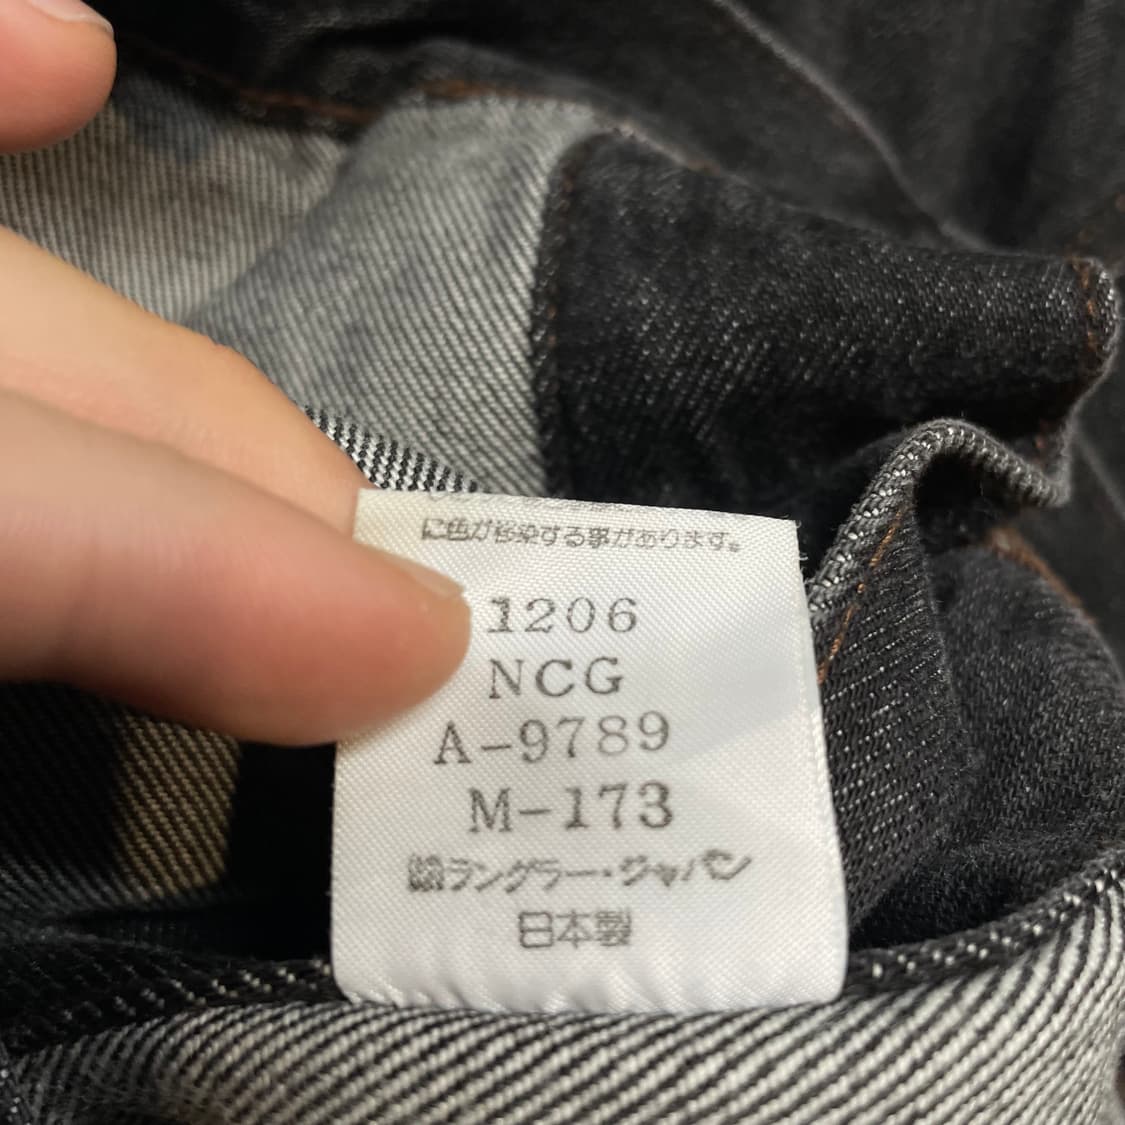 に色が移染する事があります。
1206
NCG
A-9789
M-173
㈱ラングラー・ジャパン
日本製